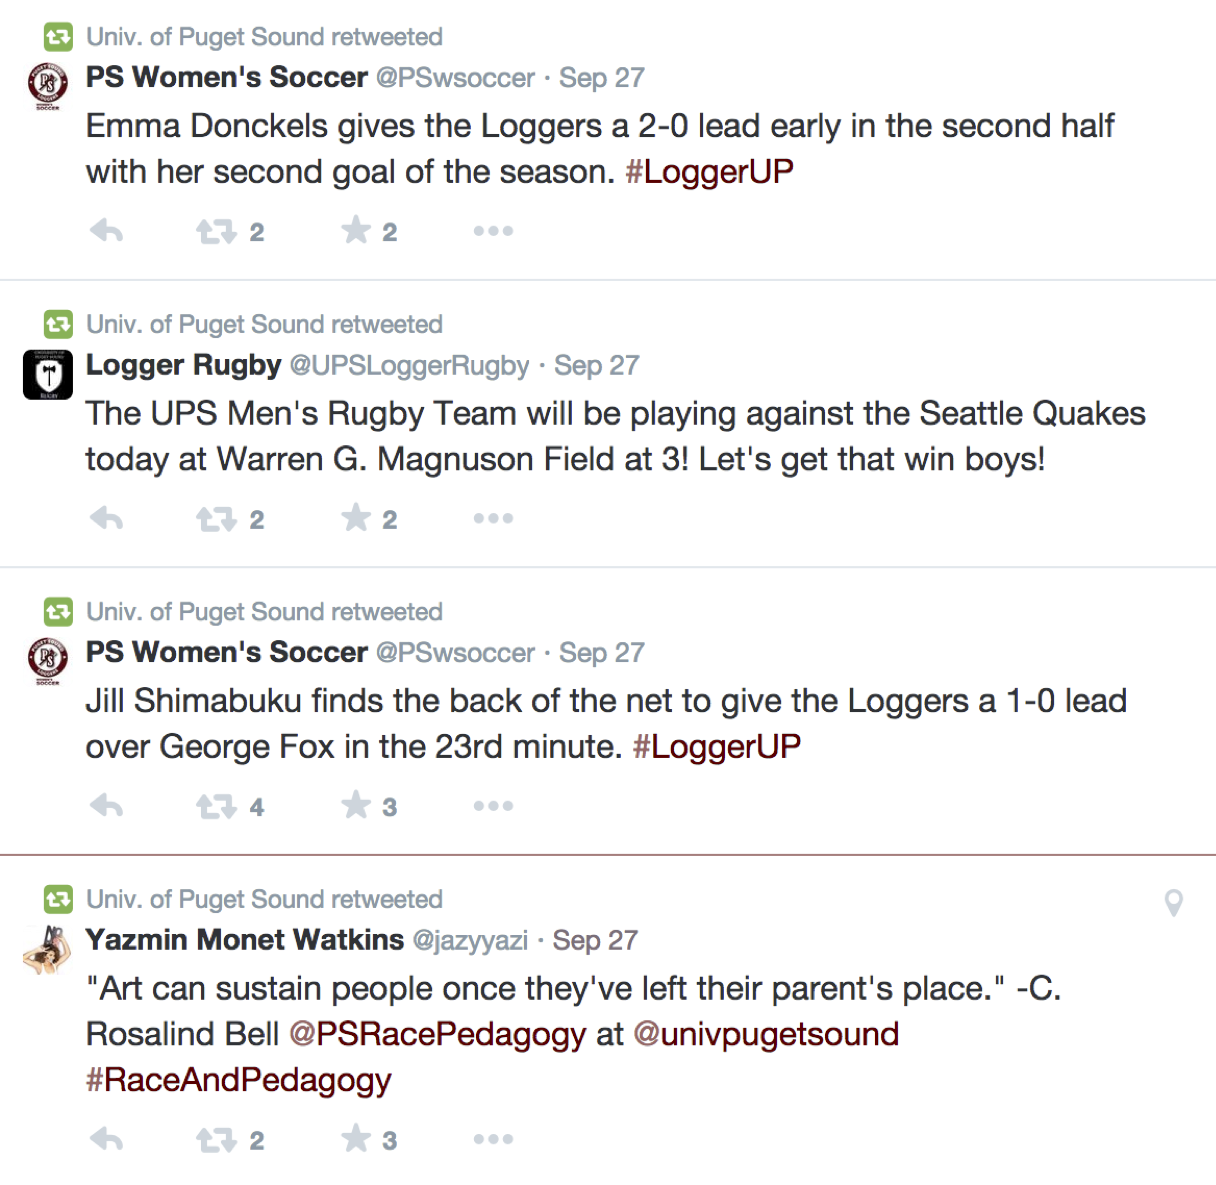 Univ. of Puget Sound retweeted
PS Women's Soccer @PSwsoccer · Sep 27
Emma Donckels gives the Loggers a 2-0 lead early in the second half
with her second goal of the season. #LoggerUP
2 2
Univ. of Puget Sound retweeted
Logger Rugby @UPSLoggerRugby · Sep 27
The UPS Men's Rugby Team will be playing against the Seattle Quakes
today at Warren G. Magnuson Field at 3! Let's get that win boys!
2 2
Univ. of Puget Sound retweeted
PS Women's Soccer @PSwsoccer · Sep 27
Jill Shimabuku finds the back of the net to give the Loggers a 1-0 lead
over George Fox in the 23rd minute. #LoggerUP
4 3
Univ. of Puget Sound retweeted
Yazmin Monet Watkins @jazyyazi · Sep 27
"Art can sustain people once they've left their parent's place." -C.
Rosalind Bell @PSRacePedagogy at @univpugetsound
#RaceAndPedagogy
2 3